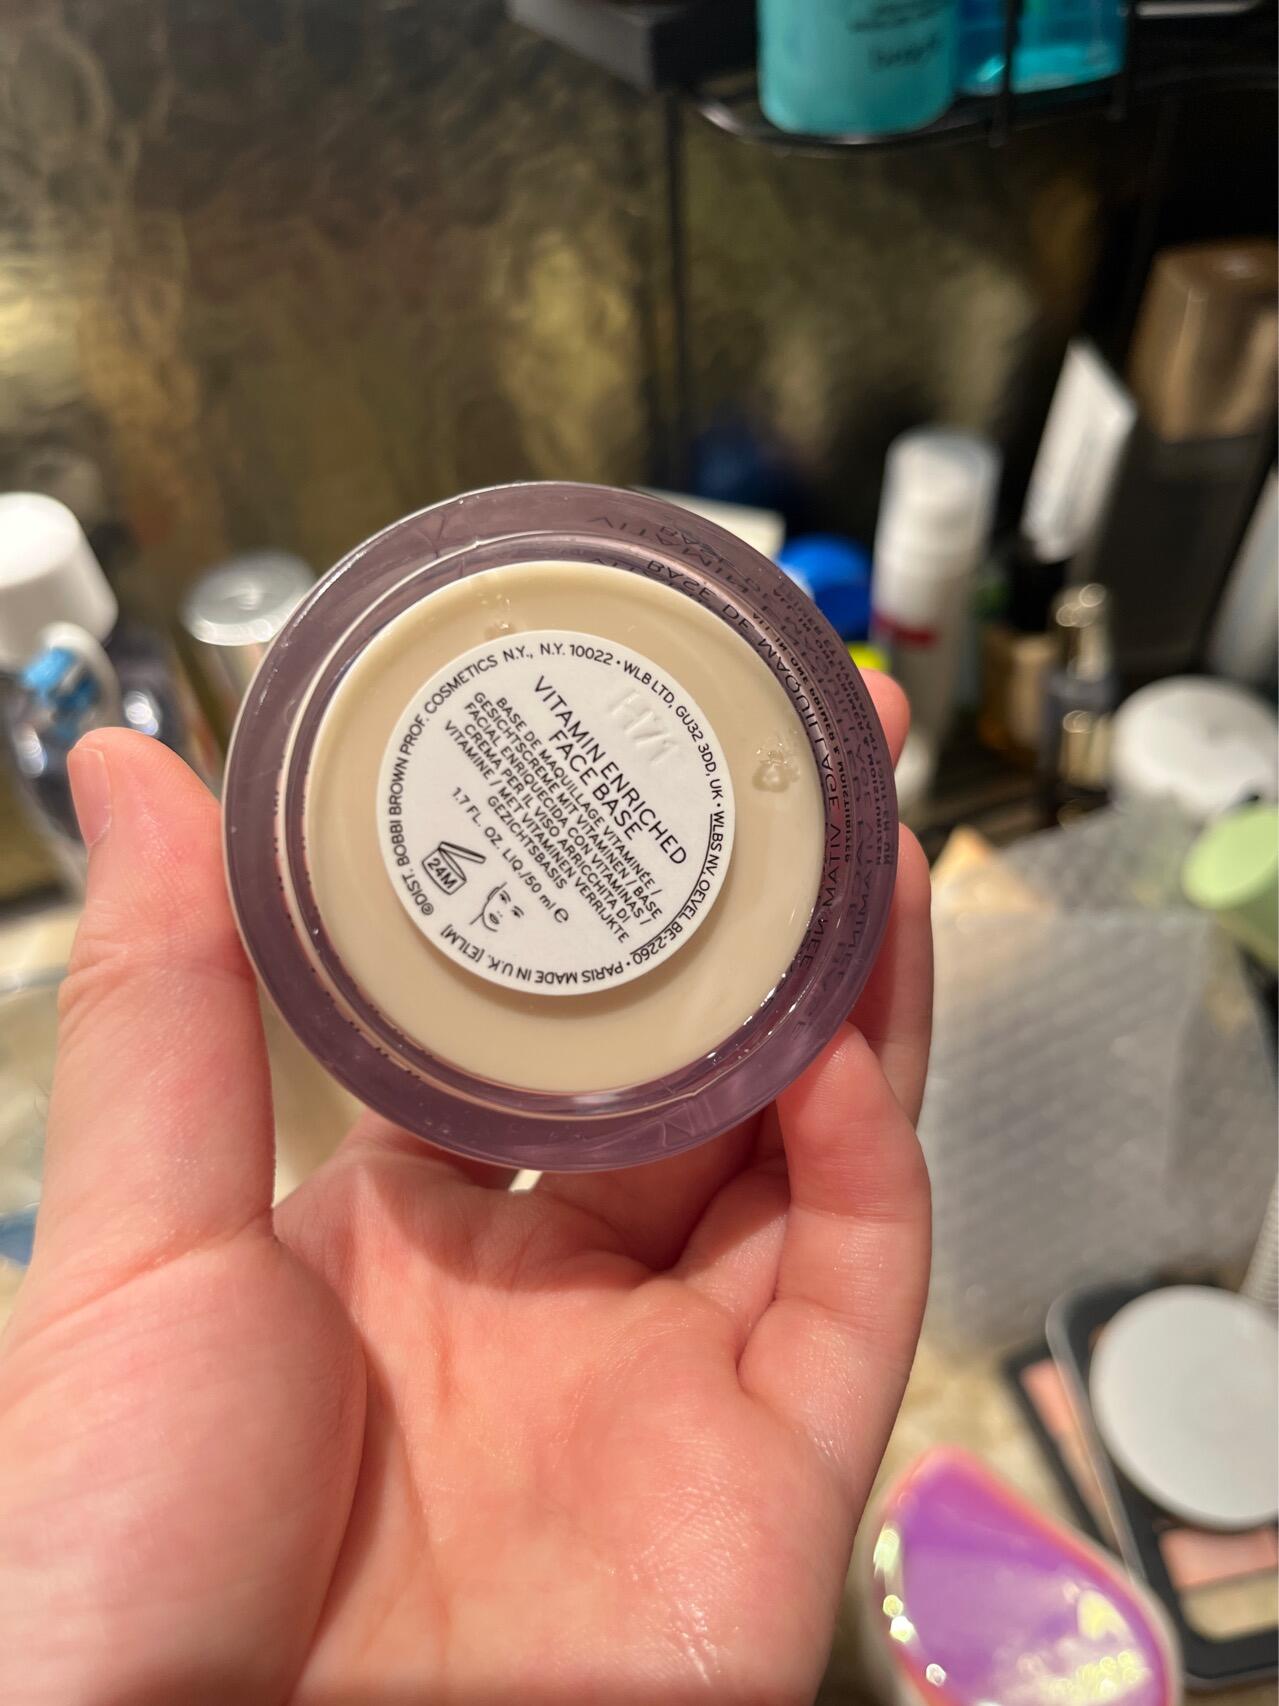 ©DIST. BOBBI BROWN PROF. COSMETICS N.Y., N.Y. 10022 • WLB LTD, GU32 3DD, UK • WLBS NV, OEVEL BE-2260 • PARIS MADE IN U.K. [E1LM]
VITAMIN ENRICHED
FACE BASE
BASE DE MAQUILLAGE VITAMINÉE /
GESICHTSCREME MIT VITAMINEN / BASE
FACIAL ENRIQUECIDA CON VITAMINAS /
CREMA PER IL VISO ARRICCHITA DI
VITAMINE / MET VITAMINEN VERRIJKTE
GEZICHTSBASIS
1.7 FL. OZ. LIQ./50 ml e
24M